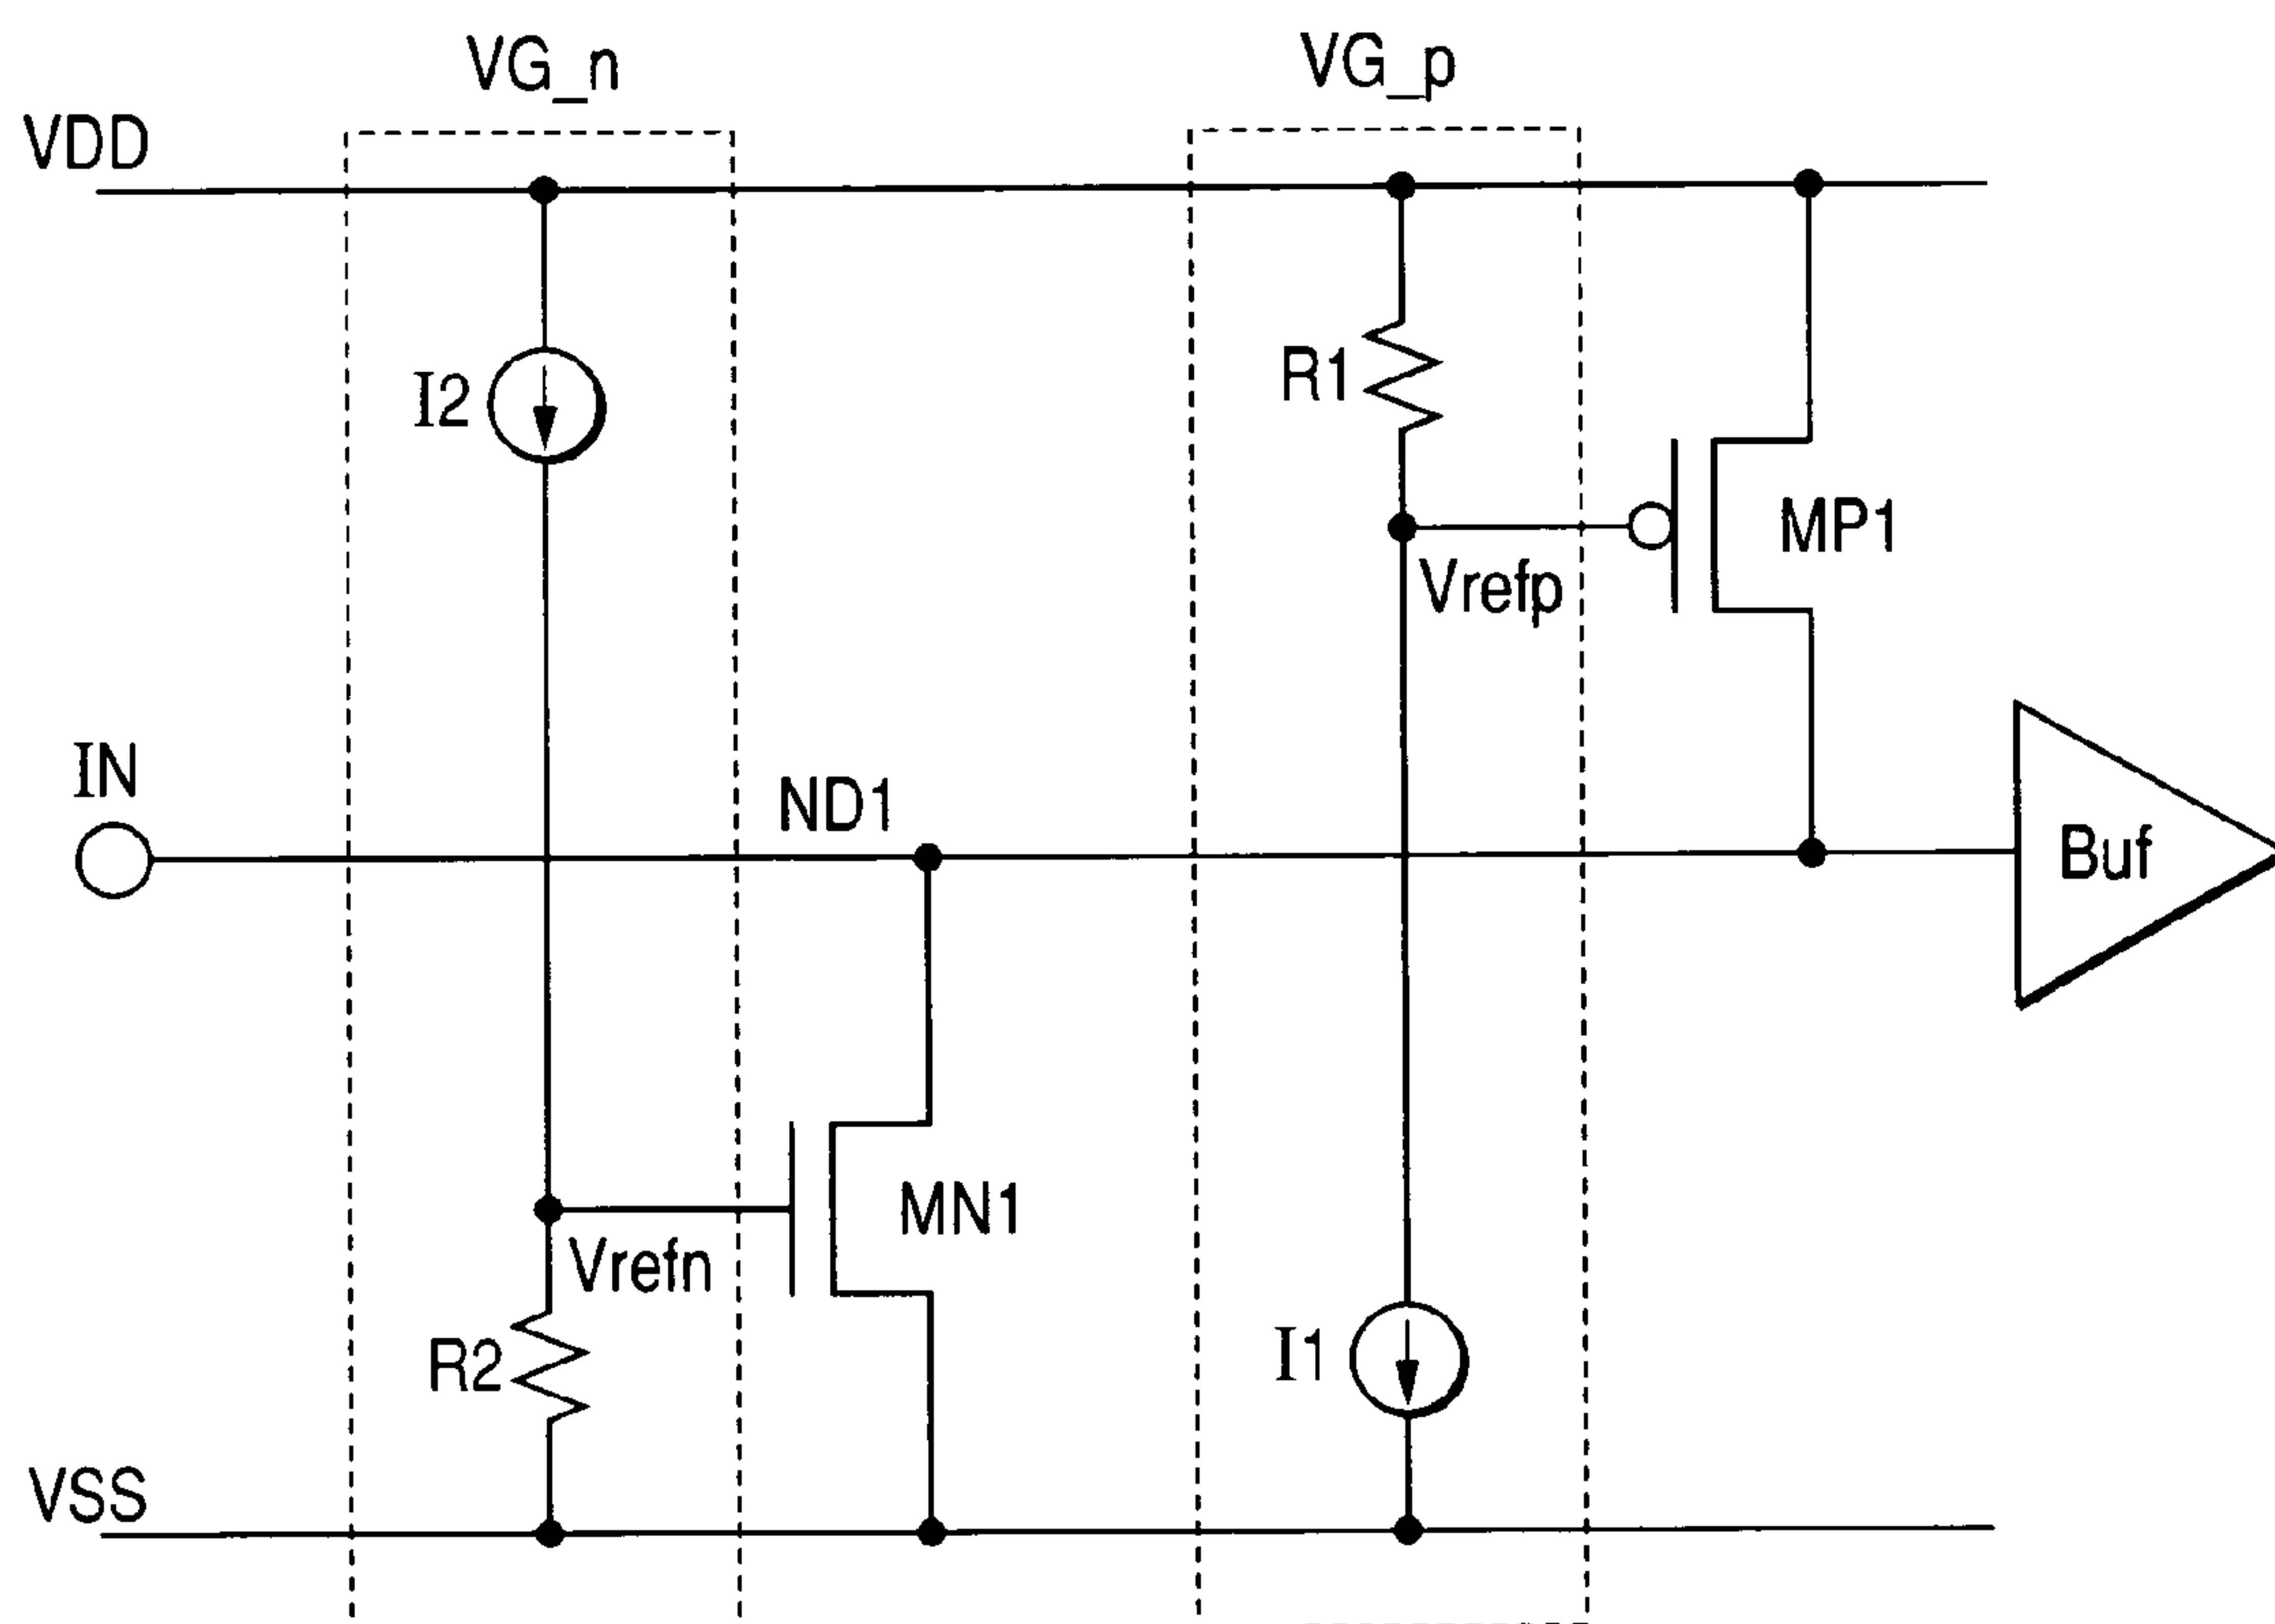 VG_n
VG_p
VDD
I2
R1
MP1
Vrefp
IN
ND1
Buf
MN1
Vrefn
R2
I1
VSS